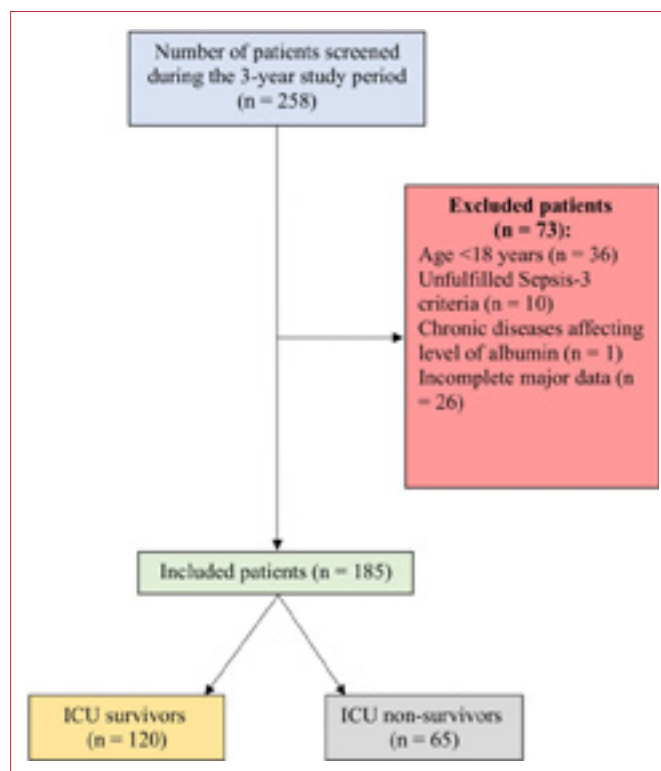 Number of patients screened
during the 3-year study period
(n = 258)
Excluded patients
(n = 73):
Age <18 years (n = 36)
Unfulfilled Sepsis-3
criteria (n = 10)
Chronic diseases affecting
level of albumin (n = 1)
Incomplete major data (n
= 26)
Included patients (n = 185)
ICU survivors
(n = 120)
ICU non-survivors
(n = 65)